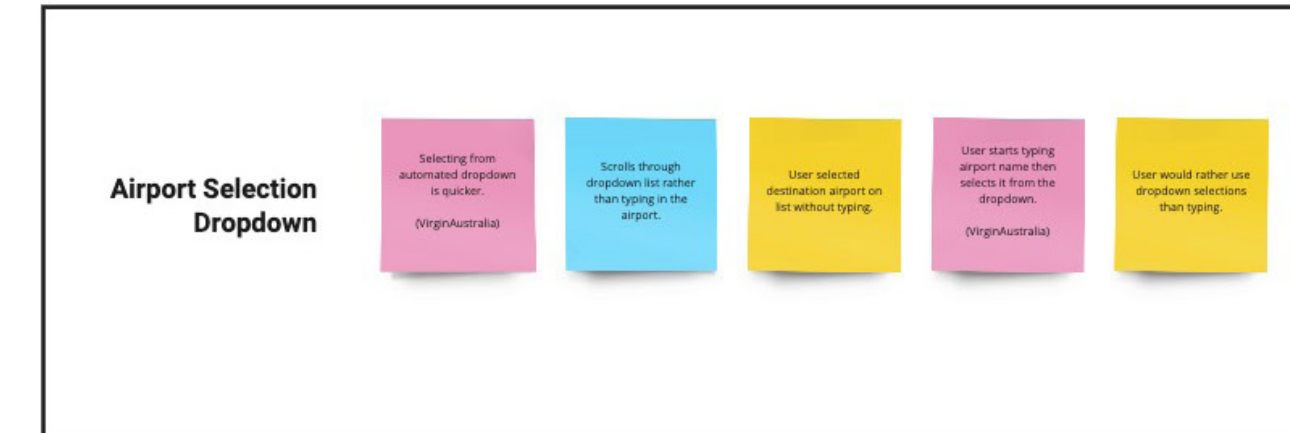 Airport Selection
Dropdown
Selecting from
automated dropdown
is quicker.
(VirginAustralia)
Scrolls through
dropdown list rather
than typing in the
airport.
User selected
destination airport on
list without typing.
User starts typing
airport name then
selects it from the
dropdown.
(VirginAustralia)
User would rather use
dropdown selections
than typing.